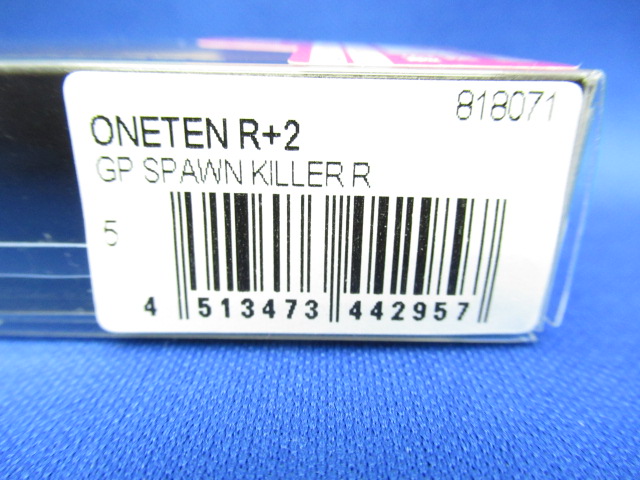 818071
ONETEN R+2
GP SPAWN KILLER R
5
4 513473 442957